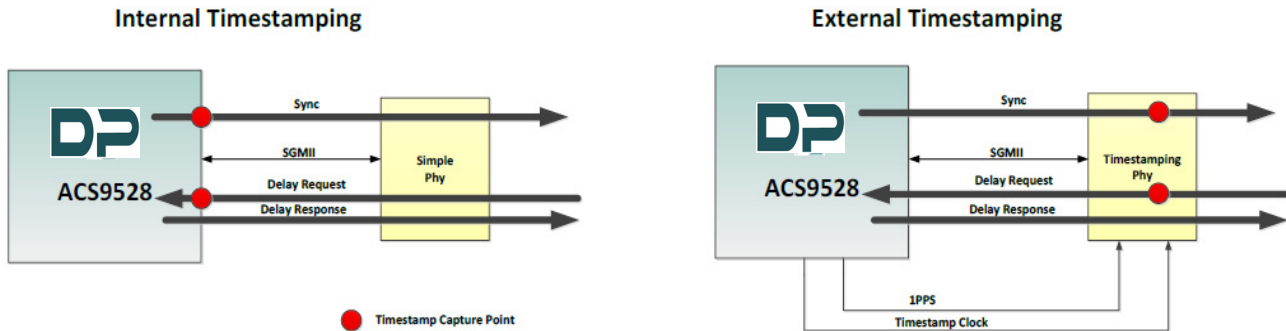 Internal Timestamping
DP
ACS9528
Sync
SGMII
Delay Request
Delay Response
Simple
Phy
Timestamp Capture Point
External Timestamping
DP
ACS9528
Sync
SGMII
Delay Request
Delay Response
Timestamping
Phy
1PPS
Timestamp Clock